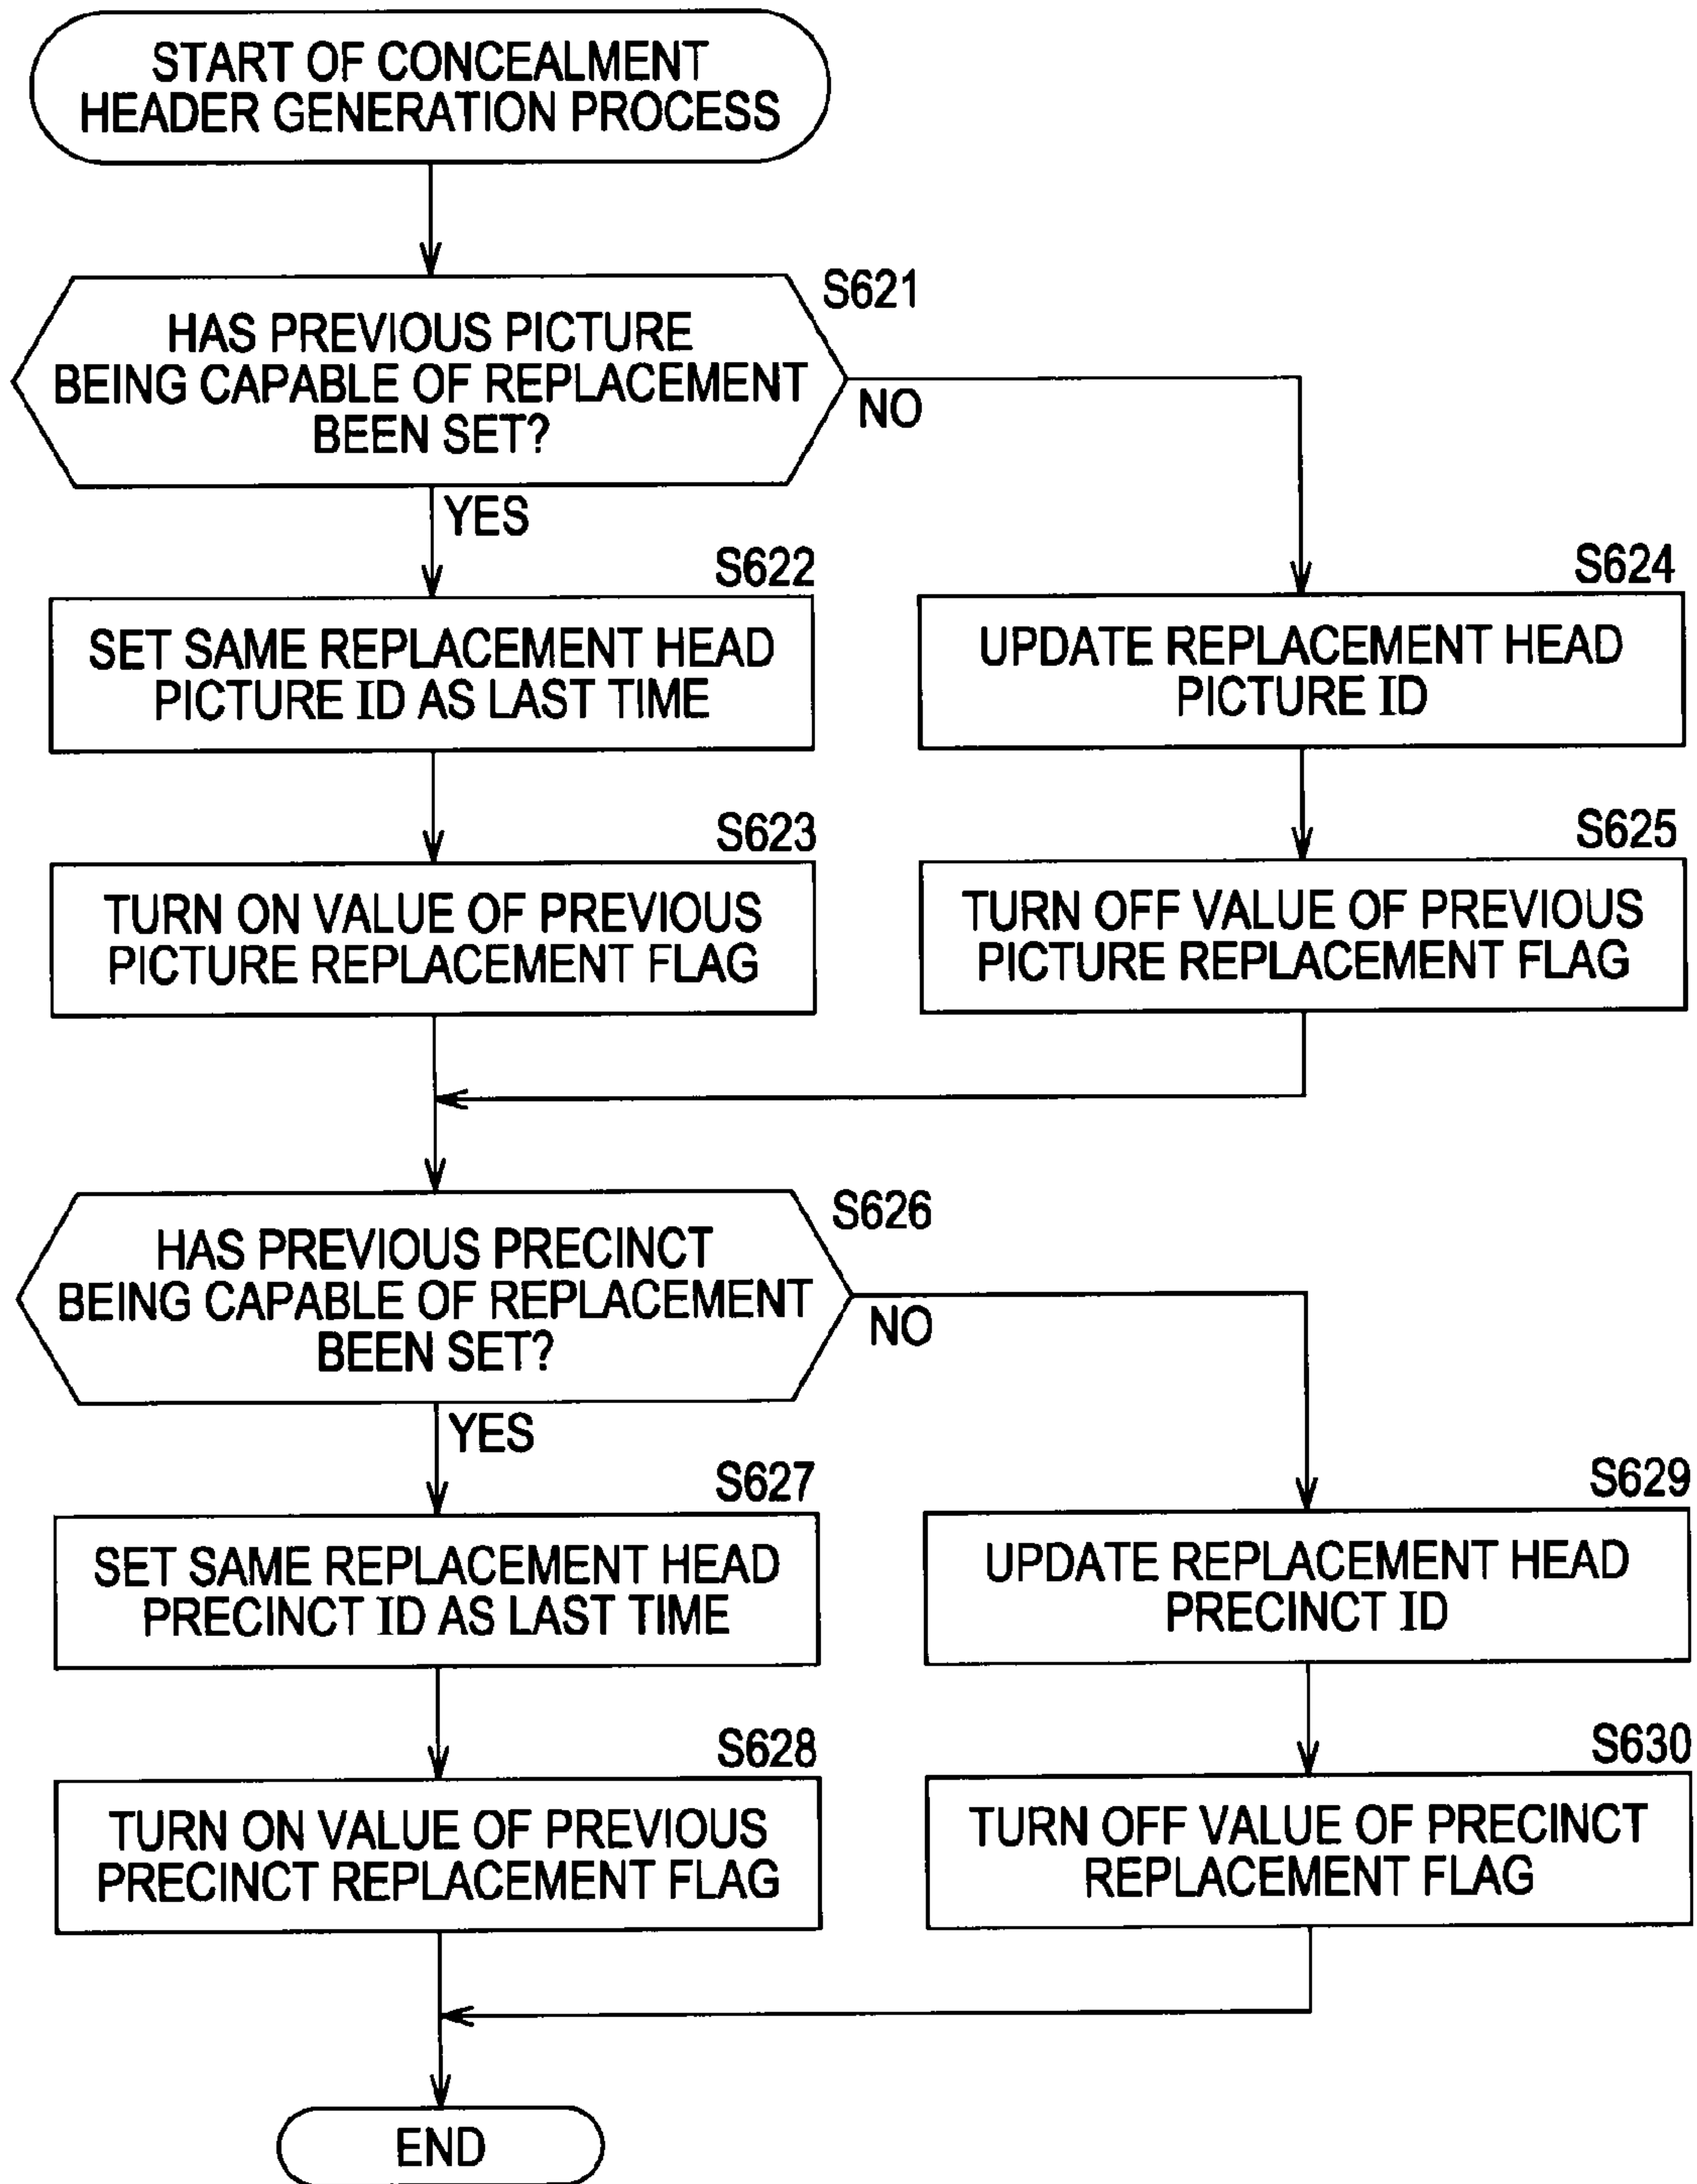 START OF CONCEALMENT
HEADER GENERATION PROCESS
S621
HAS PREVIOUS PICTURE
BEING CAPABLE OF REPLACEMENT
BEEN SET?
NO
YES
S622
SET SAME REPLACEMENT HEAD
PICTURE ID AS LAST TIME
S624
UPDATE REPLACEMENT HEAD
PICTURE ID
S623
TURN ON VALUE OF PREVIOUS
PICTURE REPLACEMENT FLAG
S625
TURN OFF VALUE OF PREVIOUS
PICTURE REPLACEMENT FLAG
S626
HAS PREVIOUS PRECINCT
BEING CAPABLE OF REPLACEMENT
BEEN SET?
NO
YES
S627
SET SAME REPLACEMENT HEAD
PRECINCT ID AS LAST TIME
S629
UPDATE REPLACEMENT HEAD
PRECINCT ID
S628
TURN ON VALUE OF PREVIOUS
PRECINCT REPLACEMENT FLAG
S630
TURN OFF VALUE OF PRECINCT
REPLACEMENT FLAG
END